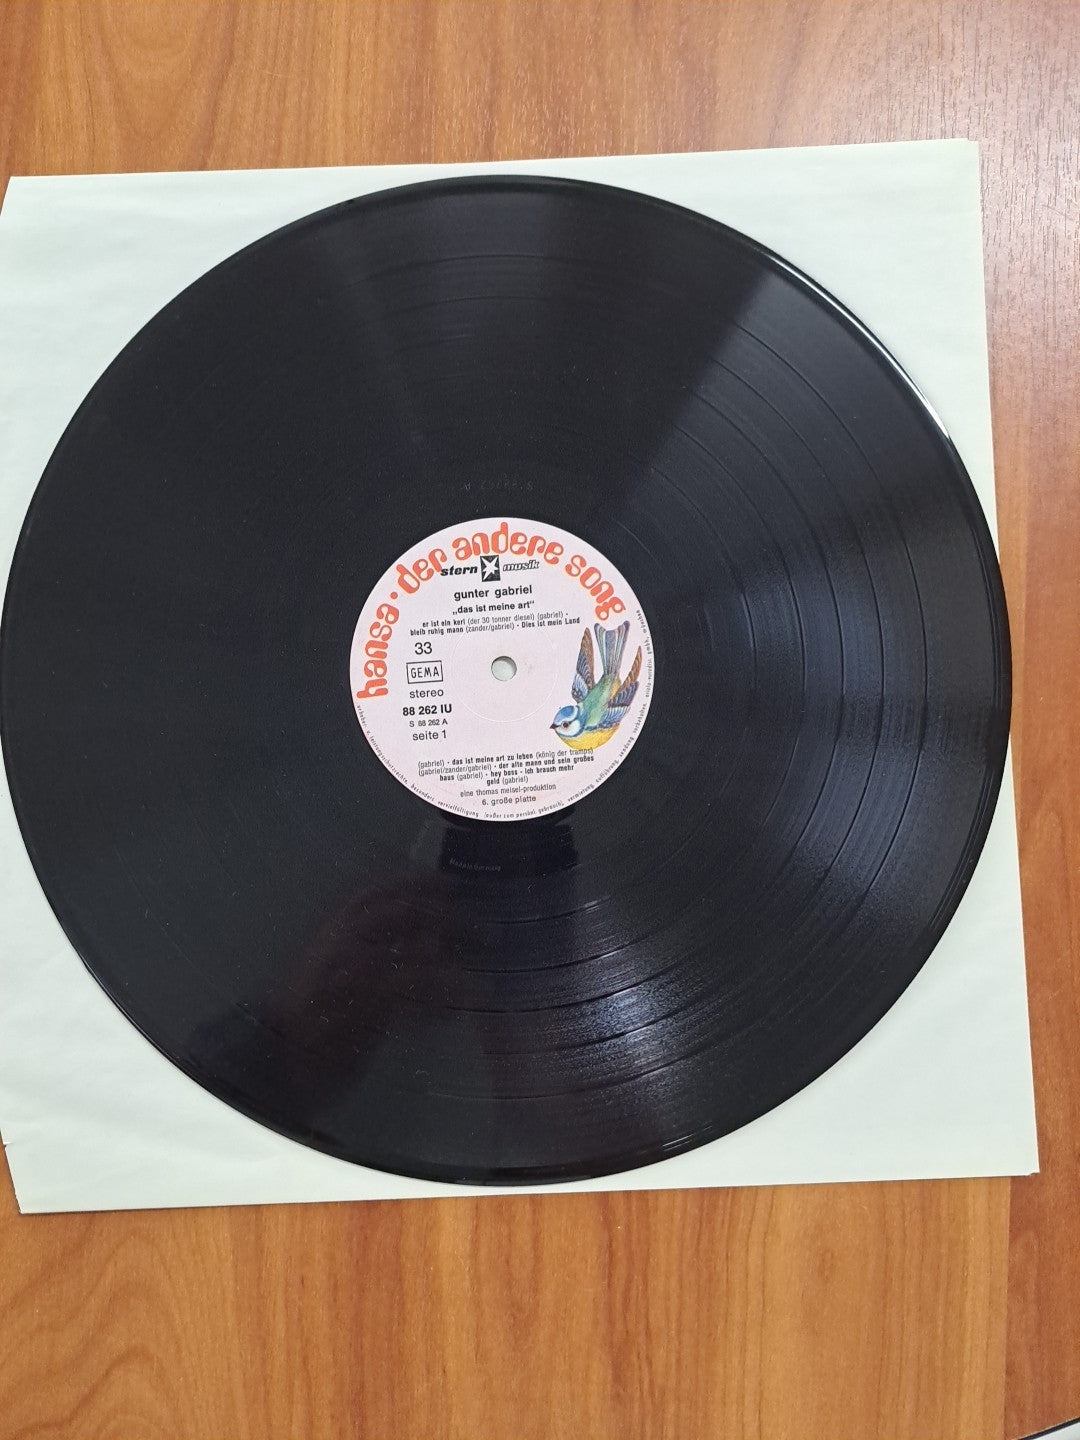 hansa · der andere song
stern musik
gunter gabriel
„das ist meine art“
er ist ein kerl (der 30 tonner diesel) (gabriel) ·
bleib ruhig mann (zander/gabriel) · Dies ist mein Land
33
GEMA
stereo
88 262 IU
S 88 262 A
seite 1
(gabriel) · das ist meine art zu leben (könig der tramps)
(gabriel/zander/gabriel) · der alte mann und sein großes
haus (gabriel) · hey boss - ich brauch mehr
geld (gabriel)
eine thomas meisel-produktion
6. große platte